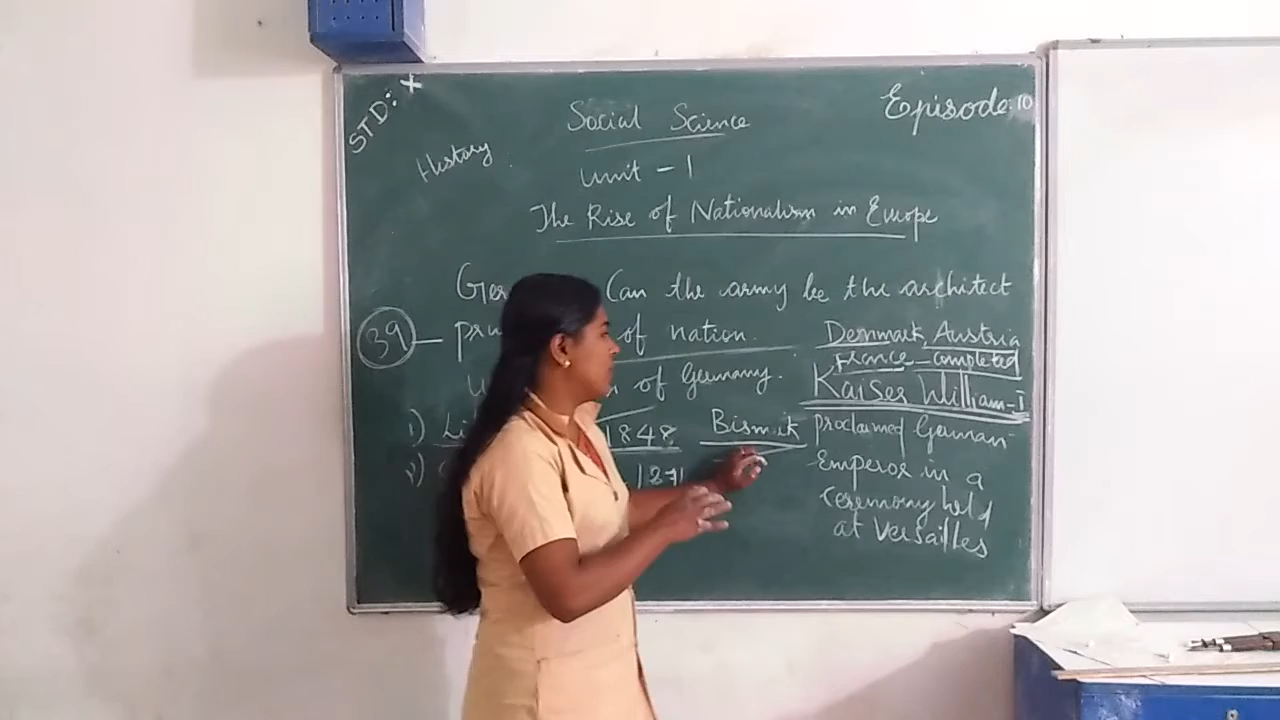 STD: X
Episode: 10
Social Science
History
Unit - 1
The Rise of Nationalism in Europe
Can the army be the architect
39 of nation.
Denmark, Austria
France - completed
of Germany.
Kaiser William-I
1848
Bismark
proclaimed German
1871
Emperor in a
Ceremony held
at Versailles